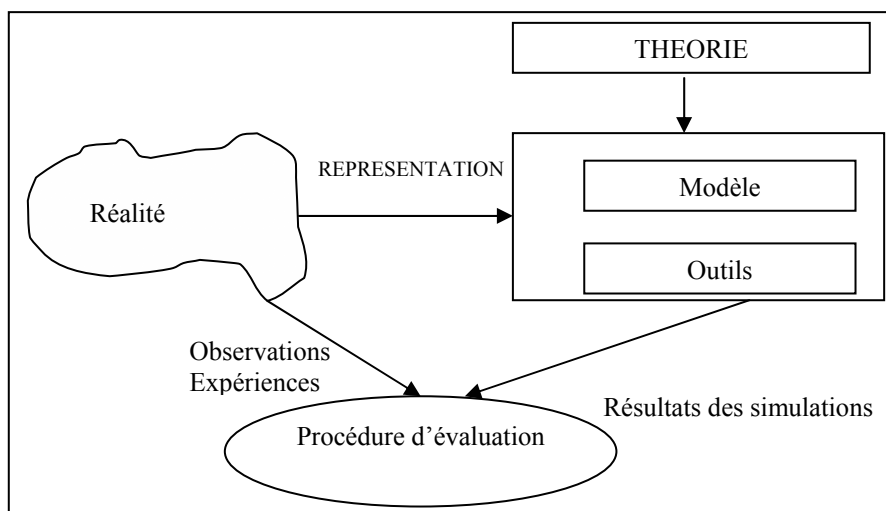 THEORIE
REPRESENTATION
Modèle
Réalité
Outils
Observations
Expériences
Résultats des simulations
Procédure d’évaluation